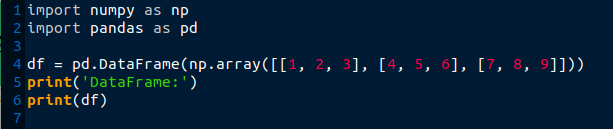 1 import numpy as np
2 import pandas as pd
3
4 df = pd.DataFrame(np.array([[1, 2, 3], [4, 5, 6], [7, 8, 9]]))
5 print('DataFrame:')
6 print(df)
7